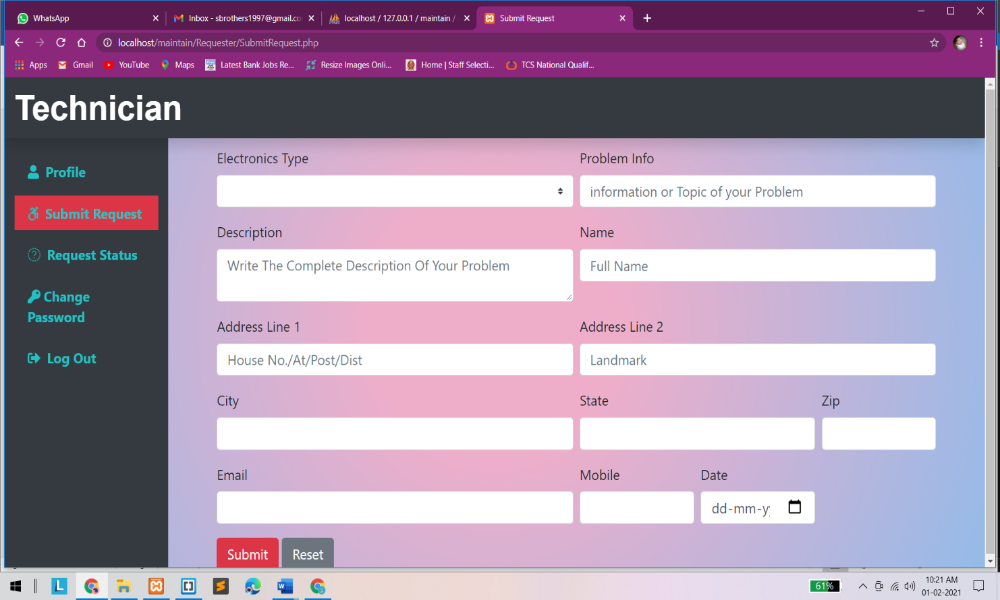 WhatsApp
Inbox - sbrothers1997@gmail.co
localhost / 127.0.0.1 / maintain /
Submit Request
localhost/maintain/Requester/SubmitRequest.php
Apps Gmail YouTube Maps Latest Bank Jobs Re... Resize Images Onli... Home | Staff Selecti... TCS National Qualif...
Technician
Profile
Submit Request
Request Status
Change
Password
Log Out
Electronics Type Problem Info
information or Topic of your Problem
Description Name
Write The Complete Description Of Your Problem Full Name
Address Line 1 Address Line 2
House No./At/Post/Dist Landmark
City State Zip
Email Mobile Date
dd-mm-y
Submit Reset
61% 10:21 AM
01-02-2021